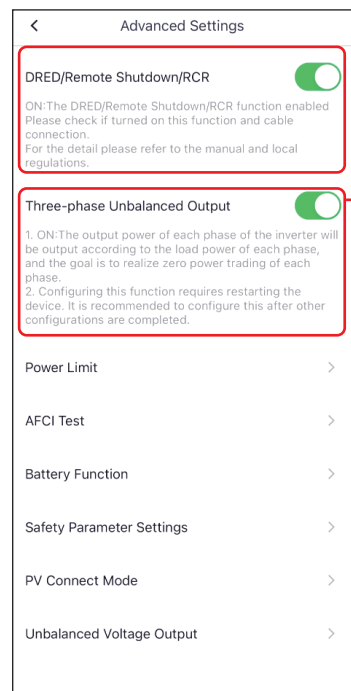 Advanced Settings
DRED/Remote Shutdown/RCR
ON:The DRED/Remote Shutdown/RCR function enabled
Please check if turned on this function and cable
connection.
For the detail please refer to the manual and local
regulations.
Three-phase Unbalanced Output
1. ON:The output power of each phase of the inverter will
be output according to the load power of each phase,
and the goal is to realize zero power trading of each
phase.
2. Configuring this function requires restarting the
device. It is recommended to configure this after other
configurations are completed.
Power Limit
AFCI Test
Battery Function
Safety Parameter Settings
PV Connect Mode
Unbalanced Voltage Output